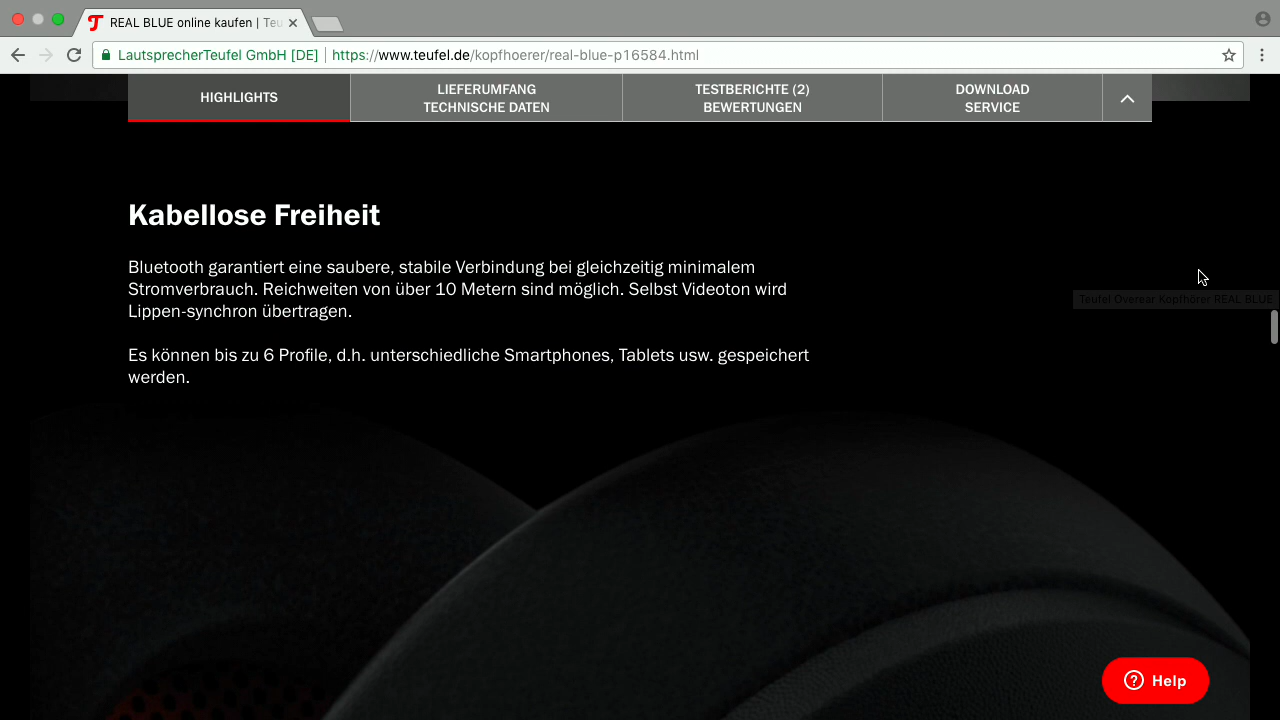 REAL BLUE online kaufen | Teu
LautsprecherTeufel GmbH [DE]
https://www.teufel.de/kopfhoerer/real-blue-p16584.html
HIGHLIGHTS
LIEFERUMFANG
TECHNISCHE DATEN
TESTBERICHTE (2)
BEWERTUNGEN
DOWNLOAD
SERVICE
Kabellose Freiheit
Bluetooth garantiert eine saubere, stabile Verbindung bei gleichzeitig minimalem
Stromverbrauch. Reichweiten von über 10 Metern sind möglich. Selbst Videoton wird
Lippen-synchron übertragen.
Es können bis zu 6 Profile, d.h. unterschiedliche Smartphones, Tablets usw. gespeichert
werden.
Teufel Overear Kopfhörer REAL BLUE
Help